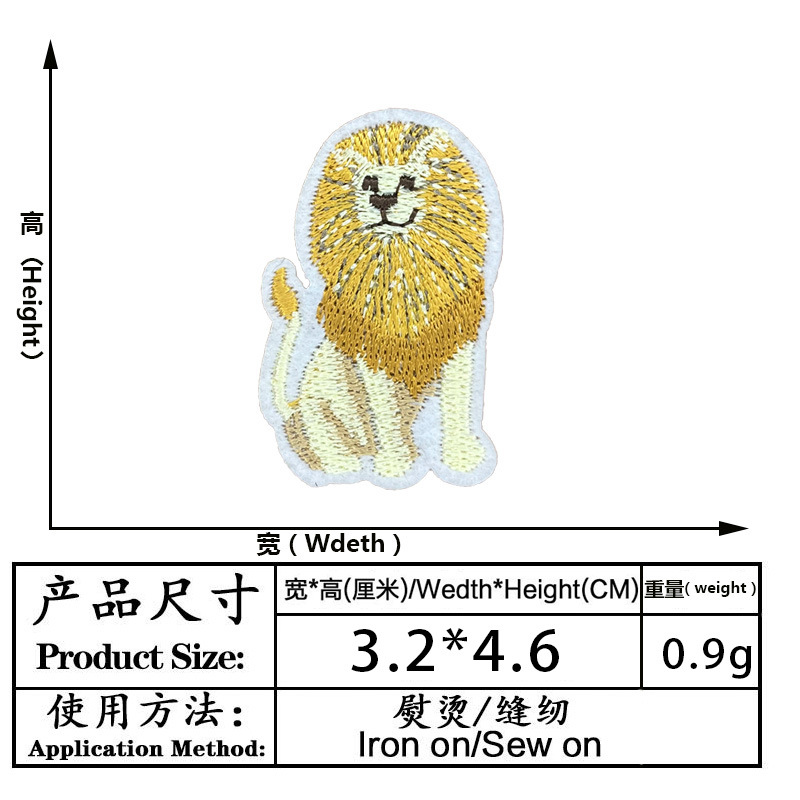 高（Height）
宽（Wdeth）
产品尺寸
Product Size:
宽*高(厘米)/Wedth*Height(CM)
重量( weight )
3.2*4.6
0.9g
使用方法:
Application Method:
熨烫/缝纫
Iron on/Sew on